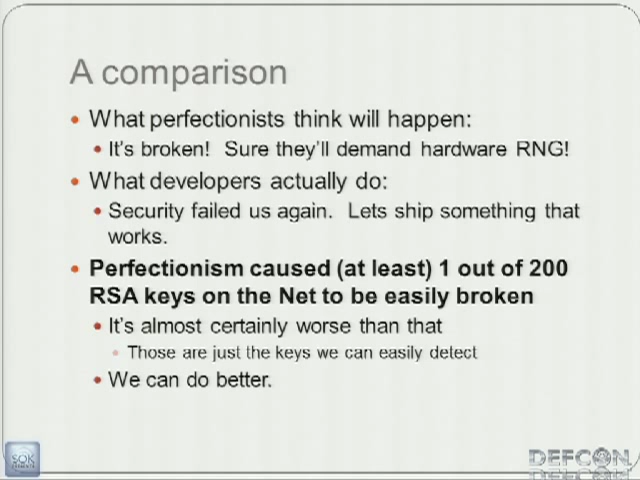 A comparison
What perfectionists think will happen:
It's broken! Sure they'll demand hardware RNG!
What developers actually do:
Security failed us again. Lets ship something that
works.
Perfectionism caused (at least) 1 out of 200
RSA keys on the Net to be easily broken
It's almost certainly worse than that
Those are just the keys we can easily detect
We can do better.
SOK
DEFCON